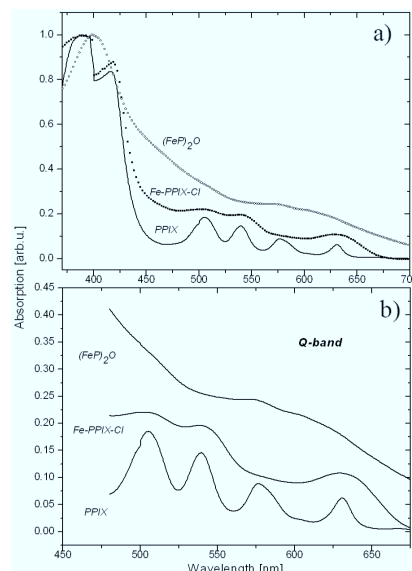 a)
1.0
0.8
0.6
0.4
0.2
0.0
(FeP)2O
Fe-PPIX-Cl
PPIX
400
450
500
550
600
650
70
Absorption [arb.u.]
b)
Q-band
0.45
0.40
0.35
0.30
0.25
0.20
0.15
0.10
0.05
0.00
(FeP)2O
Fe-PPIX-Cl
PPIX
450
500
550
600
650
Wavelength [nm]